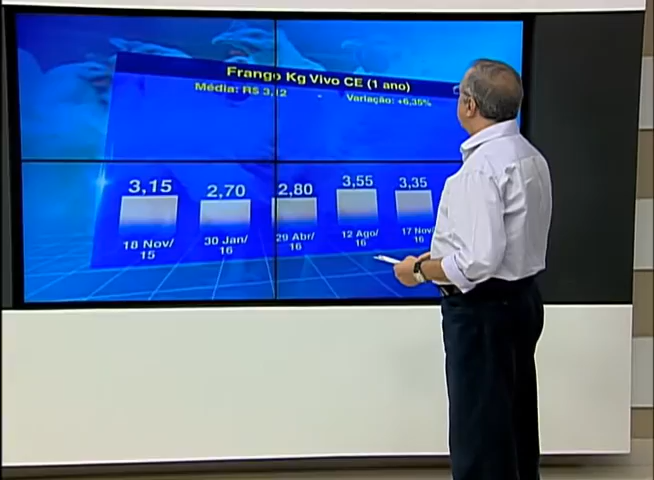 Frango Kg Vivo CE (1 ano)
Média: R$ 3,12 - Variação: +6,35%
3,15 2,70 2,80 3,55 3,35
18 Nov/ 30 Jan/ 29 Abr/ 12 Ago/ 17 Nov/
15 16 16 16 16